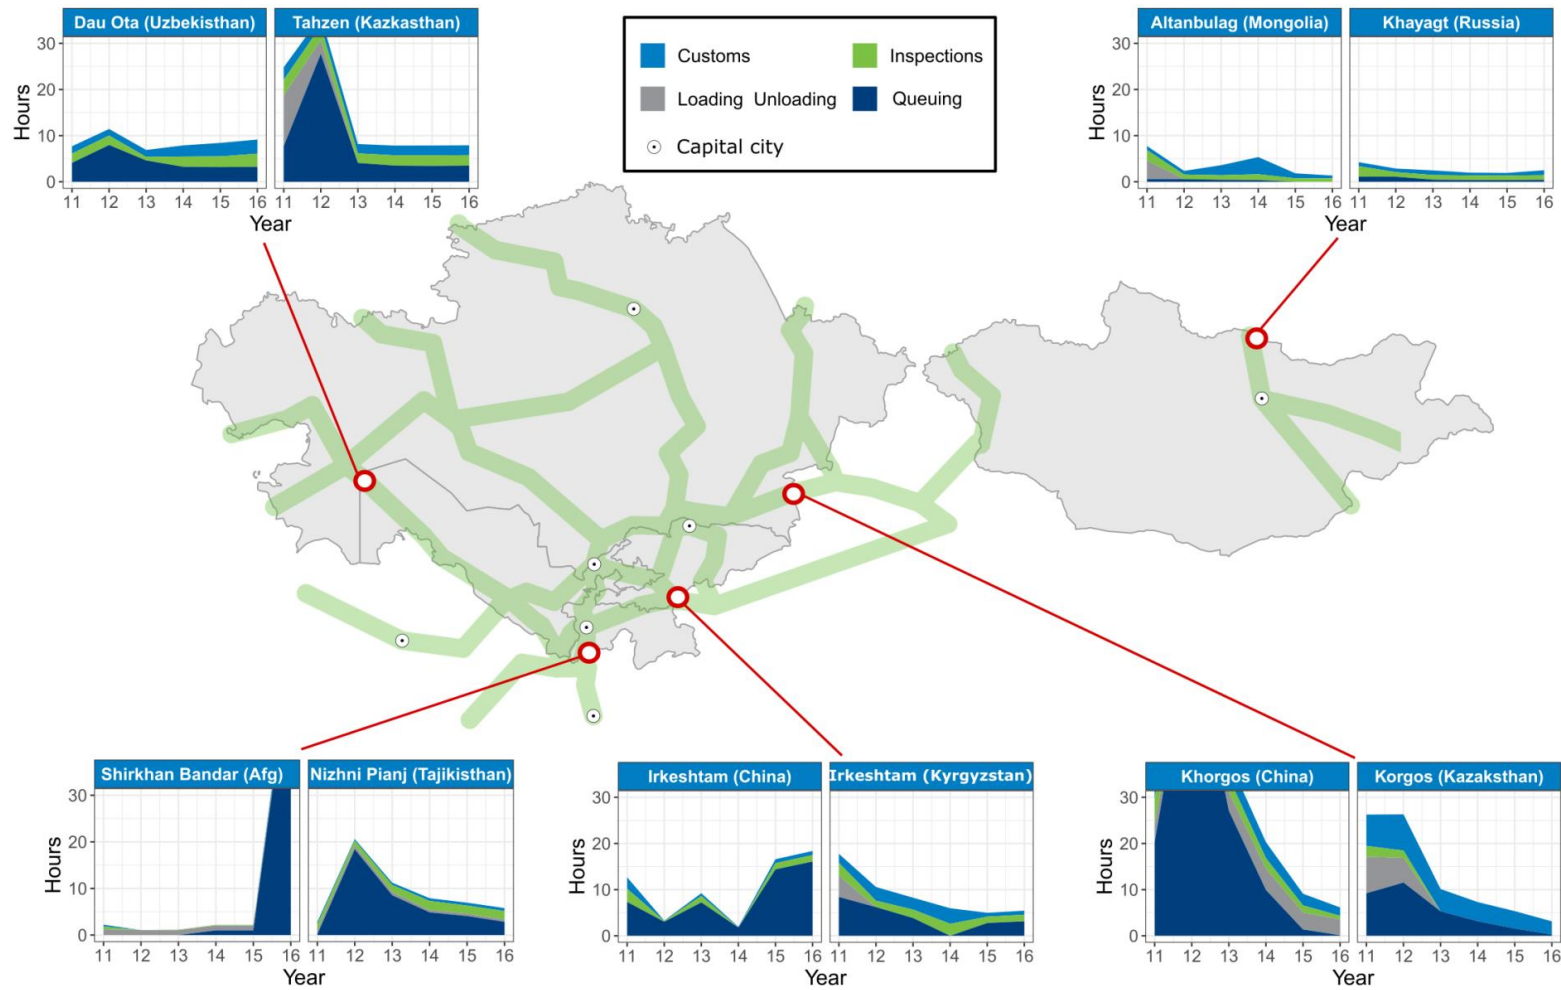 Dau Ota (Uzbekisthan)
Tahzen (Kazkasthan)
Hours
30
20
10
0
11 12 13 14 15 16
11 12 13 14 15 16
Year
Customs
Inspections
Loading Unloading
Queuing
Capital city
Altanbulag (Mongolia)
Khayagt (Russia)
Hours
30
20
10
0
11 12 13 14 15 16
11 12 13 14 15 16
Year
Shirkhan Bandar (Afg)
Nizhni Pianj (Tajikisthan)
Hours
30
20
10
0
11 12 13 14 15 16
11 12 13 14 15 16
Year
Irkeshtam (China)
Irkeshtam (Kyrgyzstan)
Hours
30
20
10
0
11 12 13 14 15 16
11 12 13 14 15 16
Year
Khorgos (China)
Korgos (Kazaksthan)
Hours
30
20
10
0
11 12 13 14 15 16
11 12 13 14 15 16
Year